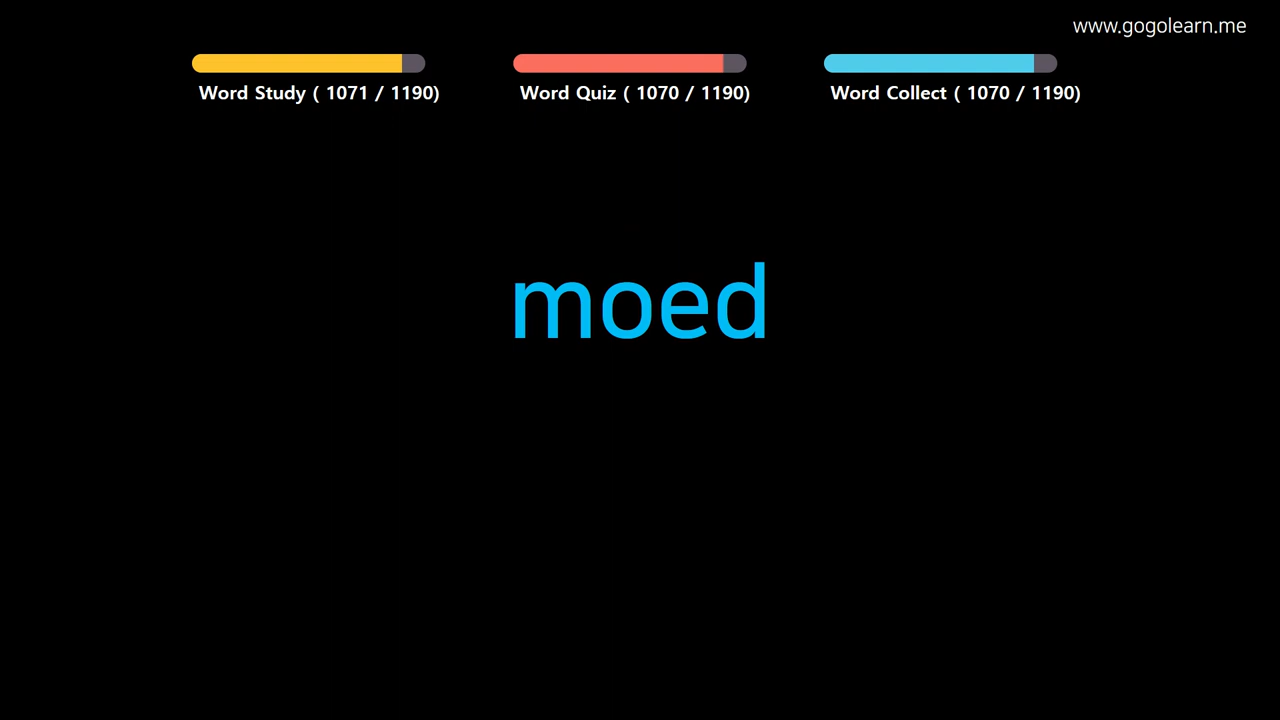 www.gogolearn.me
Word Study ( 1071 / 1190)
Word Quiz ( 1070 / 1190)
Word Collect ( 1070 / 1190)
moed